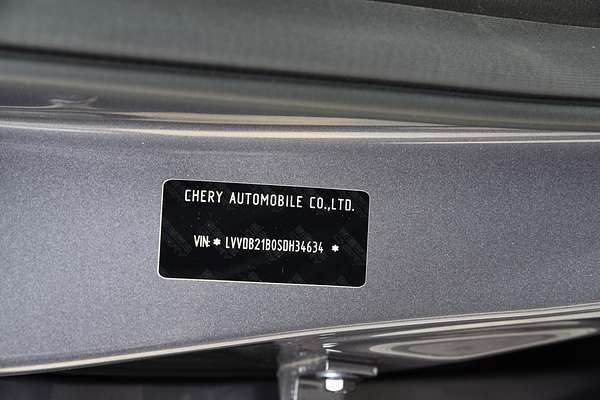 CHERY AUTOMOBILE CO.,LTD.
VIN:* LVVDB21B0SDH34634 *